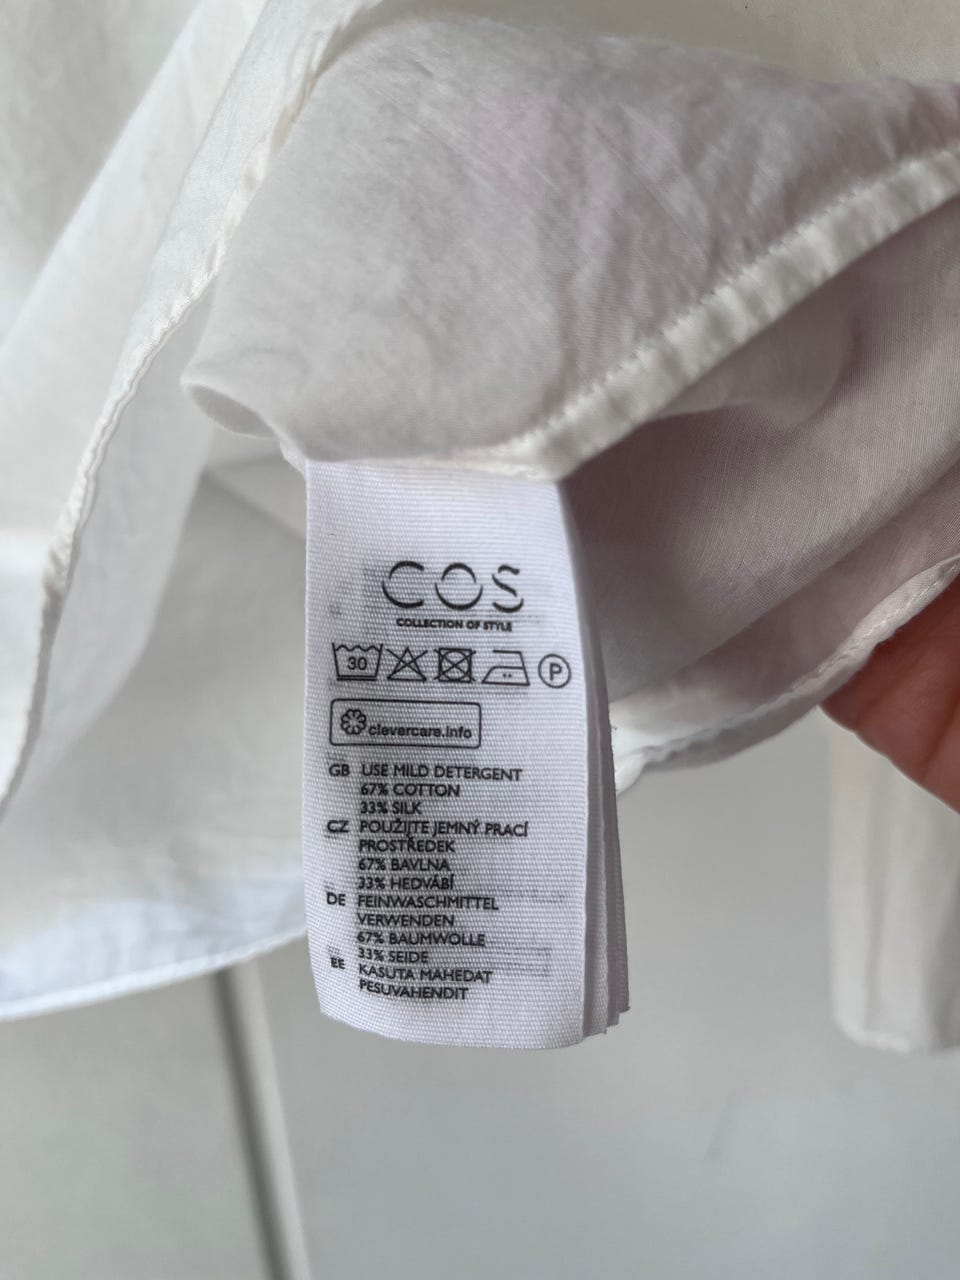 COS
COLLECTION OF STYLE
30 P
clevercare.info
GB USE MILD DETERGENT
67% COTTON
33% SILK
CZ POUŽIJTE JEMNÝ PRACÍ
PROSTŘEDEK
67% BAVLNA
33% HEDVÁBÍ
DE FEINWASCHMITTEL
VERWENDEN
67% BAUMWOLLE
33% SEIDE
EE KASUTA MAHEDAT
PESUVAHENDIT